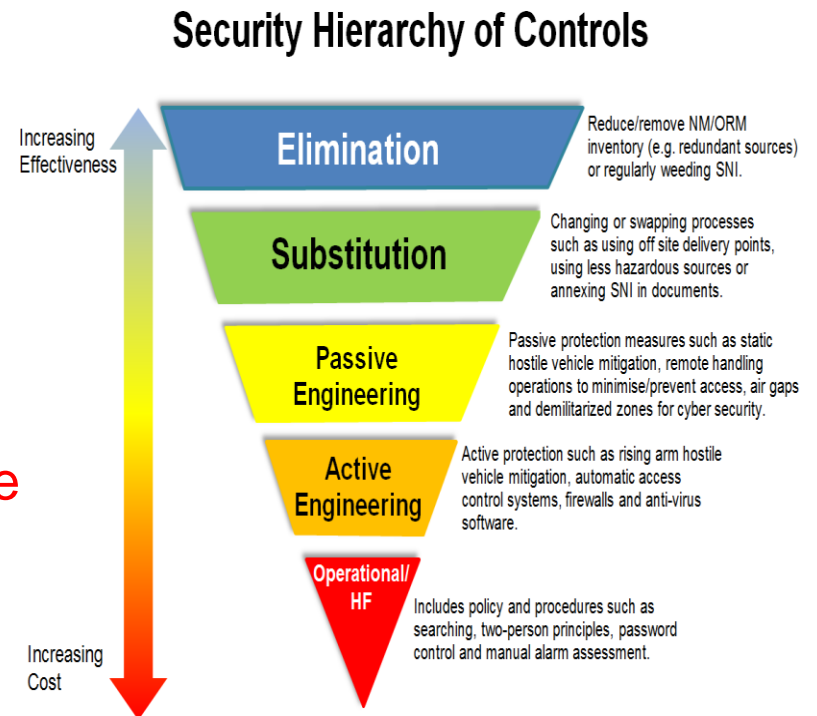 Security Hierarchy of Controls
Increasing
Effectiveness
Elimination
Reduce/remove NM/ORM
inventory (e.g. redundant sources)
or regularly weeding SNI.
Substitution
Changing or swapping processes
such as using off site delivery points,
using less hazardous sources or
annexing SNI in documents.
Passive
Engineering
Passive protection measures such as static
hostile vehicle mitigation, remote handling
operations to minimise/prevent access, air gaps
and demilitarized zones for cyber security.
e
Active
Engineering
Active protection such as rising arm hostile
vehicle mitigation, automatic access
control systems, firewalls and anti-virus
software.
Operational/
HF
Includes policy and procedures such as
searching, two-person principles, password
control and manual alarm assessment.
Increasing
Cost